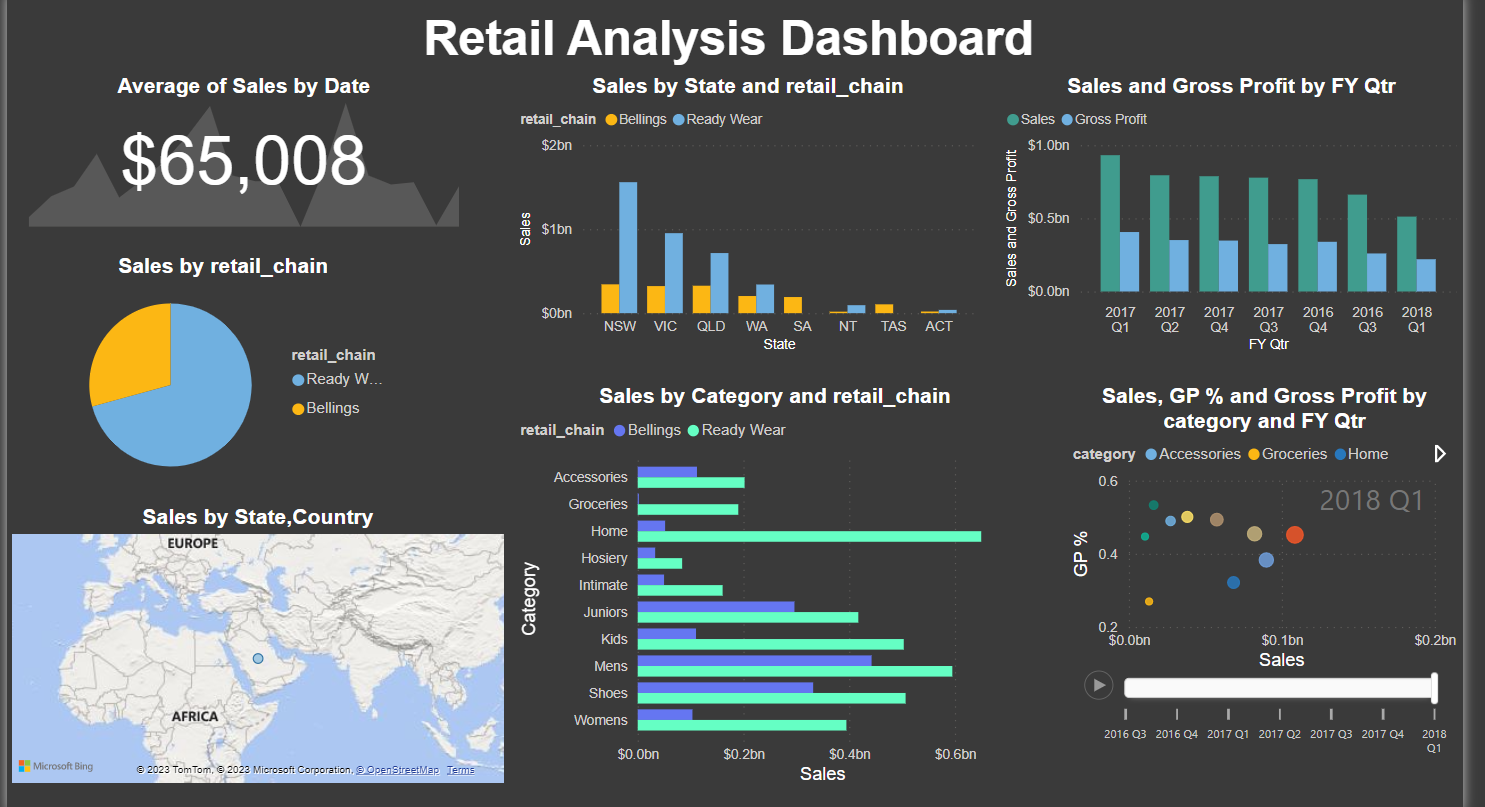 Retail Analysis Dashboard
Average of Sales by Date
$65,008
Sales by retail_chain
retail_chain
Ready W...
Bellings
Sales by State,Country
EUROPE
AFRICA
Microsoft Bing
© 2023 TomTom, © 2023 Microsoft Corporation, © OpenStreetMap Terms
Sales by State and retail_chain
retail_chain Bellings Ready Wear
$2bn
$1bn
$0bn
Sales
NSW VIC QLD WA SA NT TAS ACT
State
Sales by Category and retail_chain
retail_chain Bellings Ready Wear
Category
Accessories
Groceries
Home
Hosiery
Intimate
Juniors
Kids
Mens
Shoes
Womens
$0.0bn $0.2bn $0.4bn $0.6bn
Sales
Sales and Gross Profit by FY Qtr
Sales Gross Profit
Sales and Gross Profit
$1.0bn
$0.5bn
$0.0bn
2017 2017 2017 2017 2016 2016 2018
Q1 Q2 Q4 Q3 Q4 Q3 Q1
FY Qtr
Sales, GP % and Gross Profit by
category and FY Qtr
category Accessories Groceries Home
2018 Q1
GP %
0.6
0.4
0.2
$0.0bn $0.1bn $0.2bn
Sales
2016 Q3 2016 Q4 2017 Q1 2017 Q2 2017 Q3 2017 Q4 2018
Q1